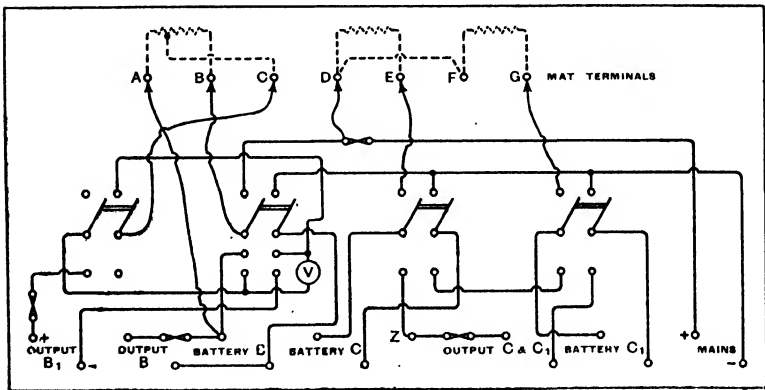 A B C D E F G MAT TERMINALS
V
+ Z + 
OUTPUT OUTPUT BATTERY B BATTERY C OUTPUT C & C1 BATTERY C1 MAINS
B1 - B -